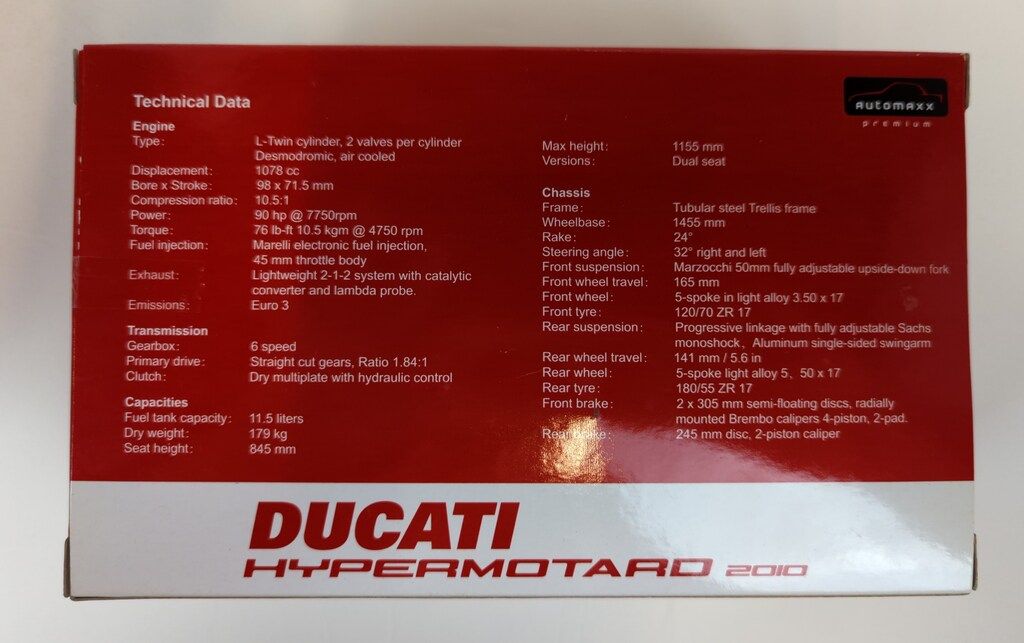 Technical Data
Engine
Type: L-Twin cylinder, 2 valves per cylinder
Desmodromic, air cooled
Displacement: 1078 cc
Bore x Stroke: 98 x 71.5 mm
Compression ratio: 10.5:1
Power: 90 hp @ 7750rpm
Torque: 76 lb-ft 10.5 kgm @ 4750 rpm
Fuel injection: Marelli electronic fuel injection,
45 mm throttle body
Exhaust: Lightweight 2-1-2 system with catalytic
converter and lambda probe.
Emissions: Euro 3
Transmission
Gearbox: 6 speed
Primary drive: Straight cut gears, Ratio 1.84:1
Clutch: Dry multiplate with hydraulic control
Capacities
Fuel tank capacity: 11.5 liters
Dry weight: 179 kg
Seat height: 845 mm
automaxx
premium
Max height: 1155 mm
Versions: Dual seat
Chassis
Frame: Tubular steel Trellis frame
Wheelbase: 1455 mm
Rake: 24°
Steering angle: 32° right and left
Front suspension: Marzocchi 50mm fully adjustable upside-down fork
Front wheel travel: 165 mm
Front wheel: 5-spoke in light alloy 3.50 x 17
Front tyre: 120/70 ZR 17
Rear suspension: Progressive linkage with fully adjustable Sachs
monoshock, Aluminum single-sided swingarm
Rear wheel travel: 141 mm / 5.6 in
Rear wheel: 5-spoke light alloy 5、50 x 17
Rear tyre: 180/55 ZR 17
Front brake: 2 x 305 mm semi-floating discs, radially
mounted Brembo calipers 4-piston, 2-pad.
Rear brake: 245 mm disc, 2-piston caliper
DUCATI
HYPERMOTARD 2010